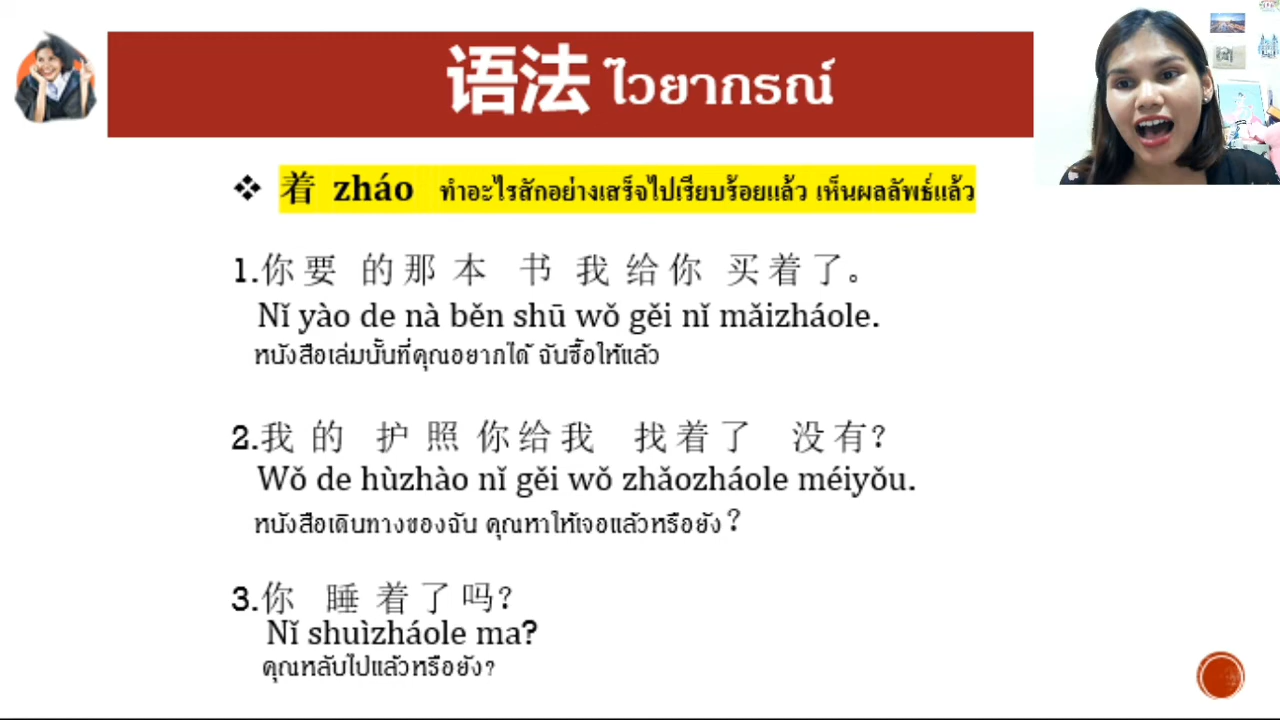 语法 ไวยากรณ์
❖ 着 zháo ทำอะไรสักอย่างเสร็จไปเรียบร้อยแล้ว เห็นผลลัพธ์แล้ว
1.你 要 的 那 本 书 我 给 你 买 着 了。
Nǐ yào de nà běn shū wǒ gěi nǐ mǎizháole.
หนังสือเล่มนั้นที่คุณอยากได้ ฉันซื้อให้แล้ว
2.我 的 护 照 你 给 我 找 着 了 没 有?
Wǒ de hùzhào nǐ gěi wǒ zhǎozháole méiyǒu.
หนังสือเดินทางของฉัน คุณหาให้เจอแล้วหรือยัง?
3.你 睡 着 了 吗?
Nǐ shuìzháole ma?
คุณหลับไปแล้วหรือยัง?